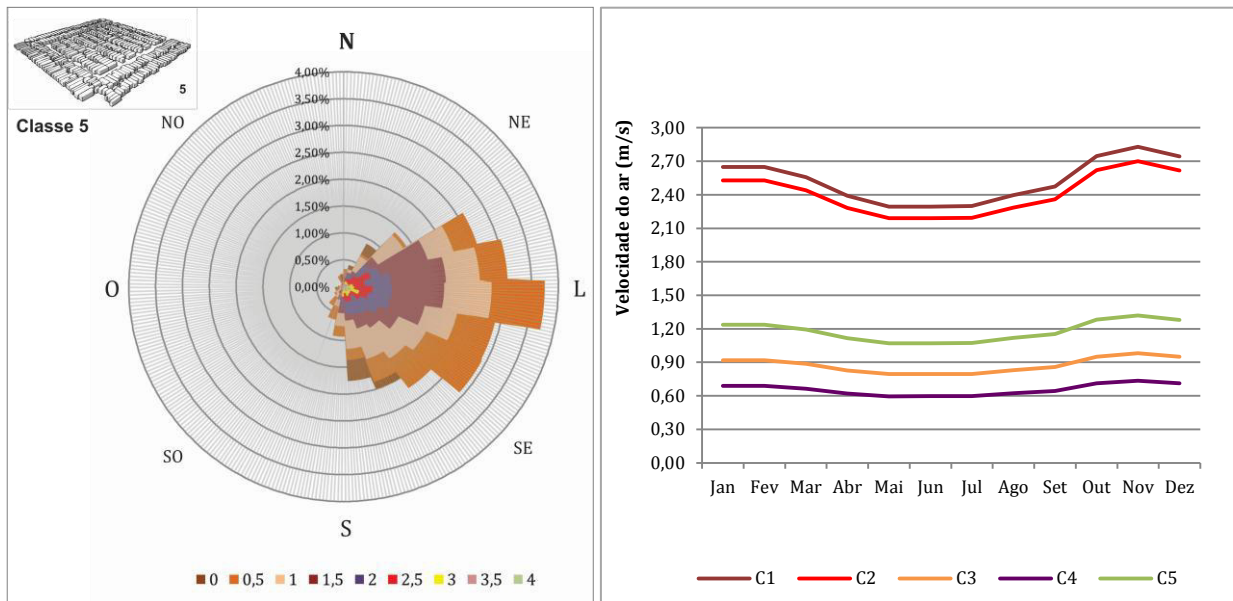 5
Classe 5
N
NO
NE
4,00%
3,50%
3,00%
2,50%
2,00%
1,50%
1,00%
0,50%
0,00%
O
L
SO
SE
S
0 0,5 1 1,5 2 2,5 3 3,5 4
Velocidade do ar (m/s)
3,00
2,70
2,40
2,10
1,80
1,50
1,20
0,90
0,60
0,30
0,00
Jan Fev Mar Abr Mai Jun Jul Ago Set Out Nov Dez
C1 C2 C3 C4 C5